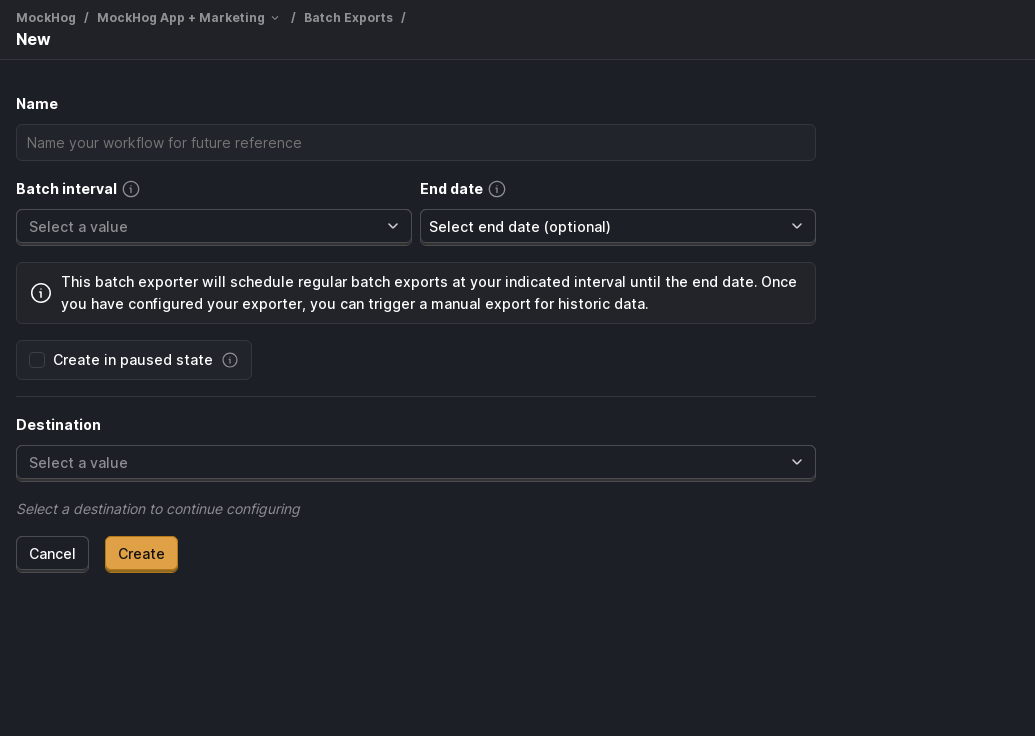 MockHog / MockHog App + Marketing / Batch Exports /
New
Name
Name your workflow for future reference
Batch interval End date
Select a value Select end date (optional)
This batch exporter will schedule regular batch exports at your indicated interval until the end date. Once
you have configured your exporter, you can trigger a manual export for historic data.
Create in paused state
Destination
Select a value
Select a destination to continue configuring
Cancel Create